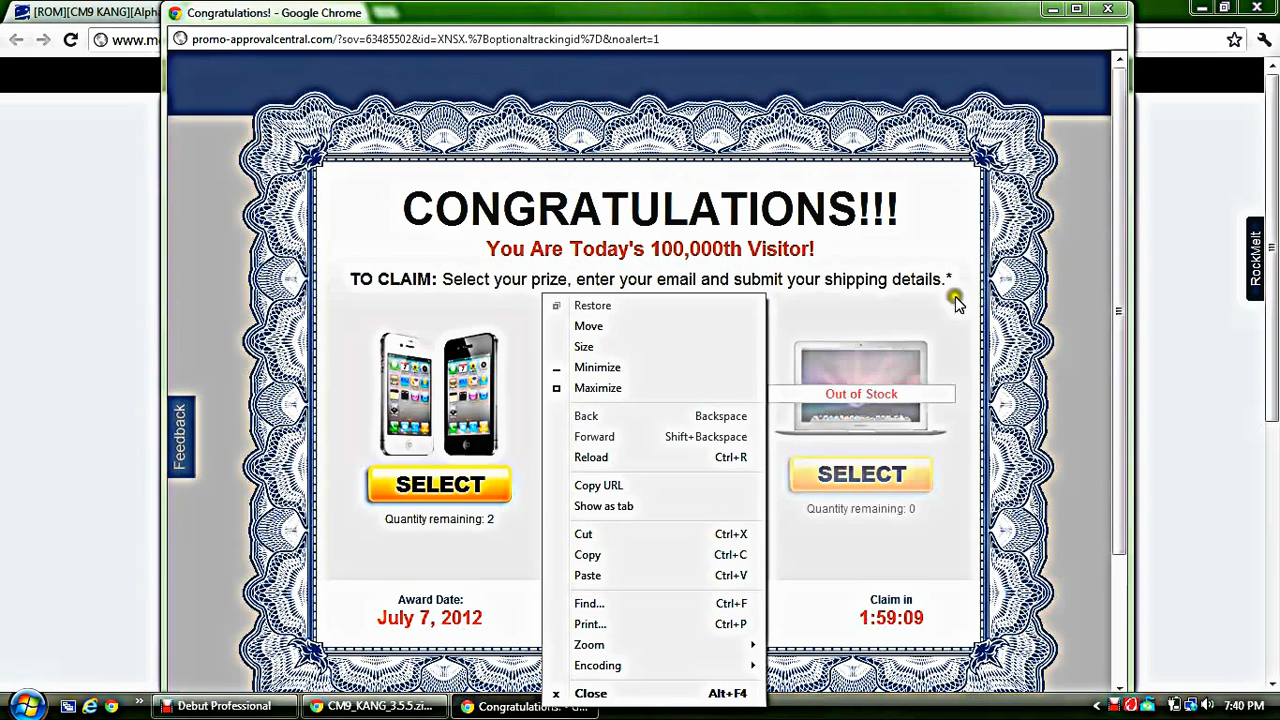 [ROM][CM9 KANG][Alpha
Congratulations! - Google Chrome
www.m
promo-approvalcentral.com/?sov=63485502&id=XNSX.%7Boptionaltrackingid%7D&noalert=1
CONGRATULATIONS!!!
You Are Today's 100,000th Visitor!
TO CLAIM: Select your prize, enter your email and submit your shipping details.*
RockMelt
Feedback
Restore
Move
Size
Minimize
Maximize
Back Backspace
Forward Shift+Backspace
Reload Ctrl+R
Copy URL
Show as tab
Cut Ctrl+X
Copy Ctrl+C
Paste Ctrl+V
Find... Ctrl+F
Print... Ctrl+P
Zoom
Encoding
x Close Alt+F4
SELECT
Quantity remaining: 2
Out of Stock
SELECT
Quantity remaining: 0
Award Date:
July 7, 2012
Claim in
1:59:09
Debut Professional
CM9_KANG_3.5.5.zi...
Congratulations! - G...
7:40 PM